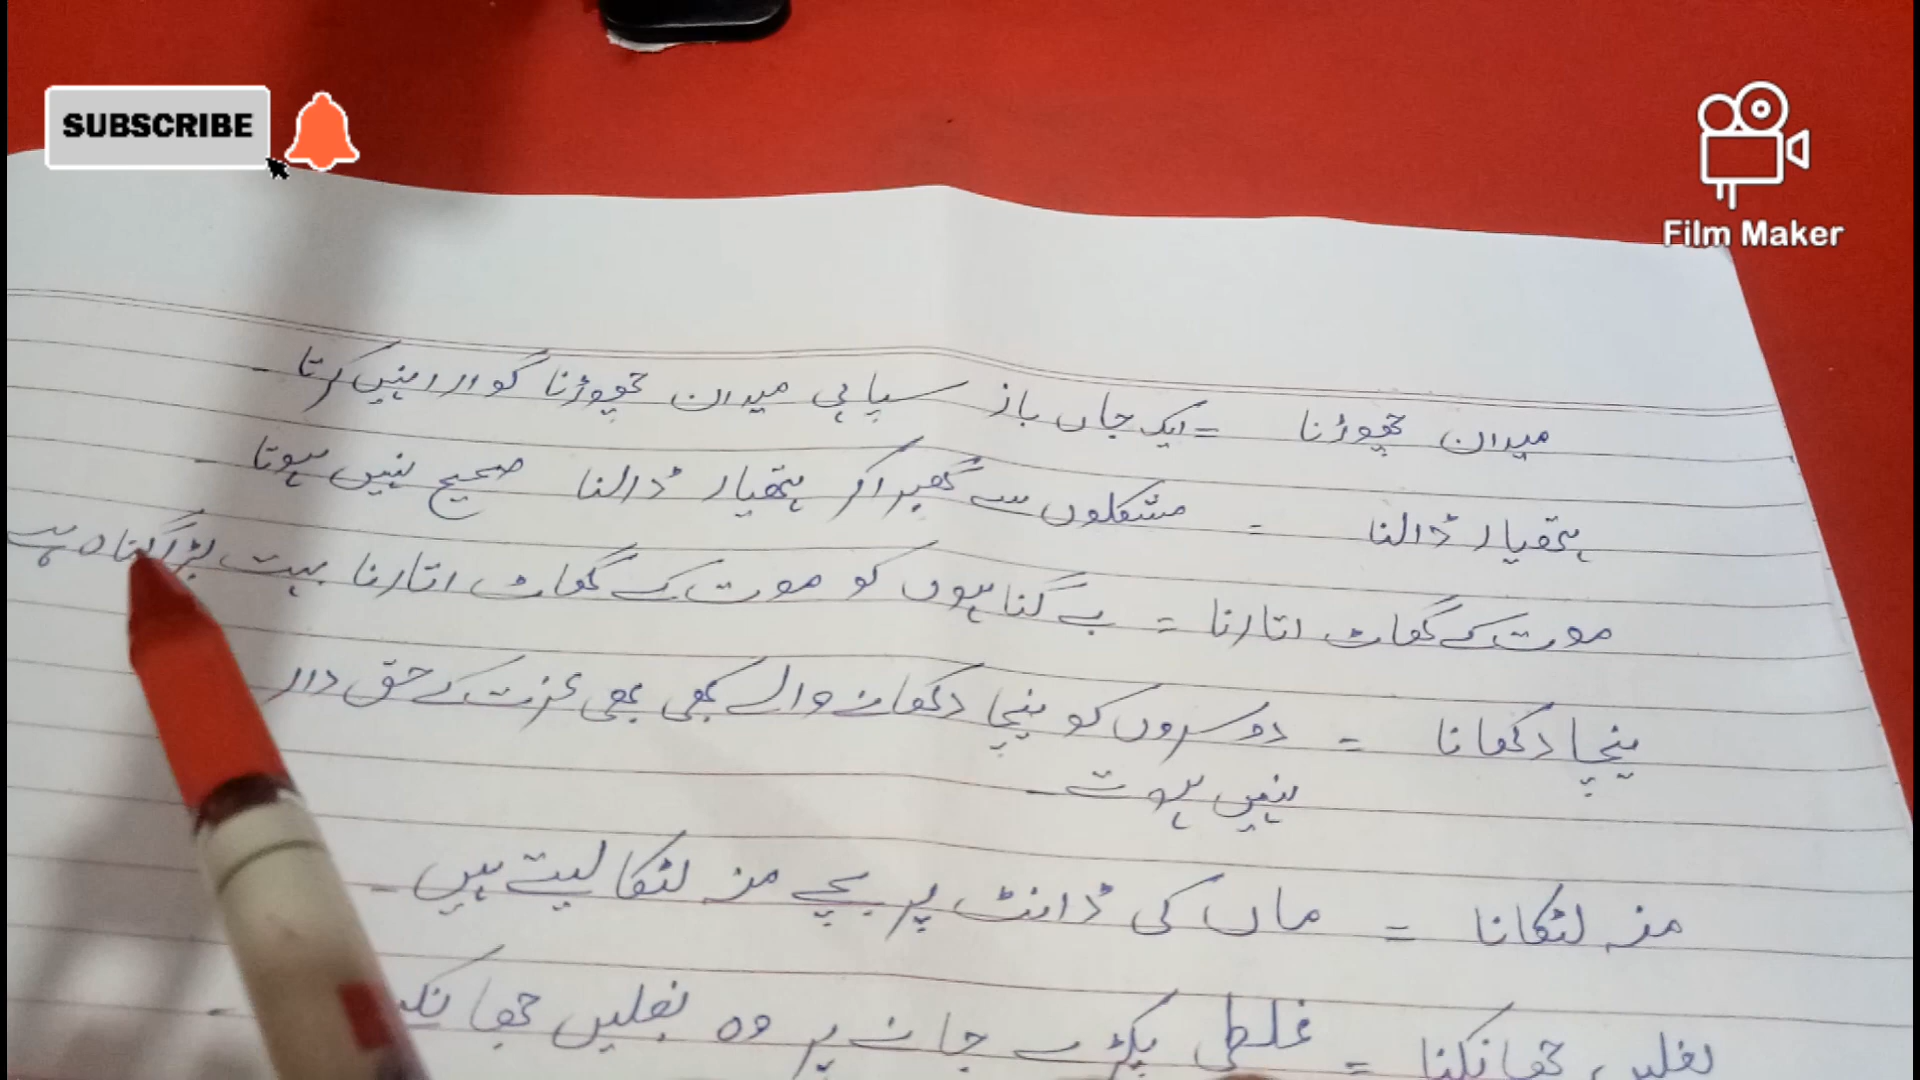 SUBSCRIBE
Film Maker
میدان چھوڑنا = ایک جاں باز سپاہی میدان چھوڑنا گوارہ نہیں کرتا -
ہتھیار ڈالنا = مشکلوں سے گھبرا کر ہتھیار ڈالنا صحیح نہیں ہوتا -
موت کے گھاٹ اتارنا = بے گناہوں کو موت کے گھاٹ اتارنا بہت بڑا گناہ ہے
نیچا دکھانا = دوسروں کو نیچا دکھانے والے کبھی بھی عزت کے حق دار
نہیں ہوتے -
منہ لٹکانا = ماں کی ڈانٹ پر بچے منہ لٹکا لیتے ہیں -
بغلیں جھانکنا = غلطی پکڑے جانے پر وہ بغلیں -